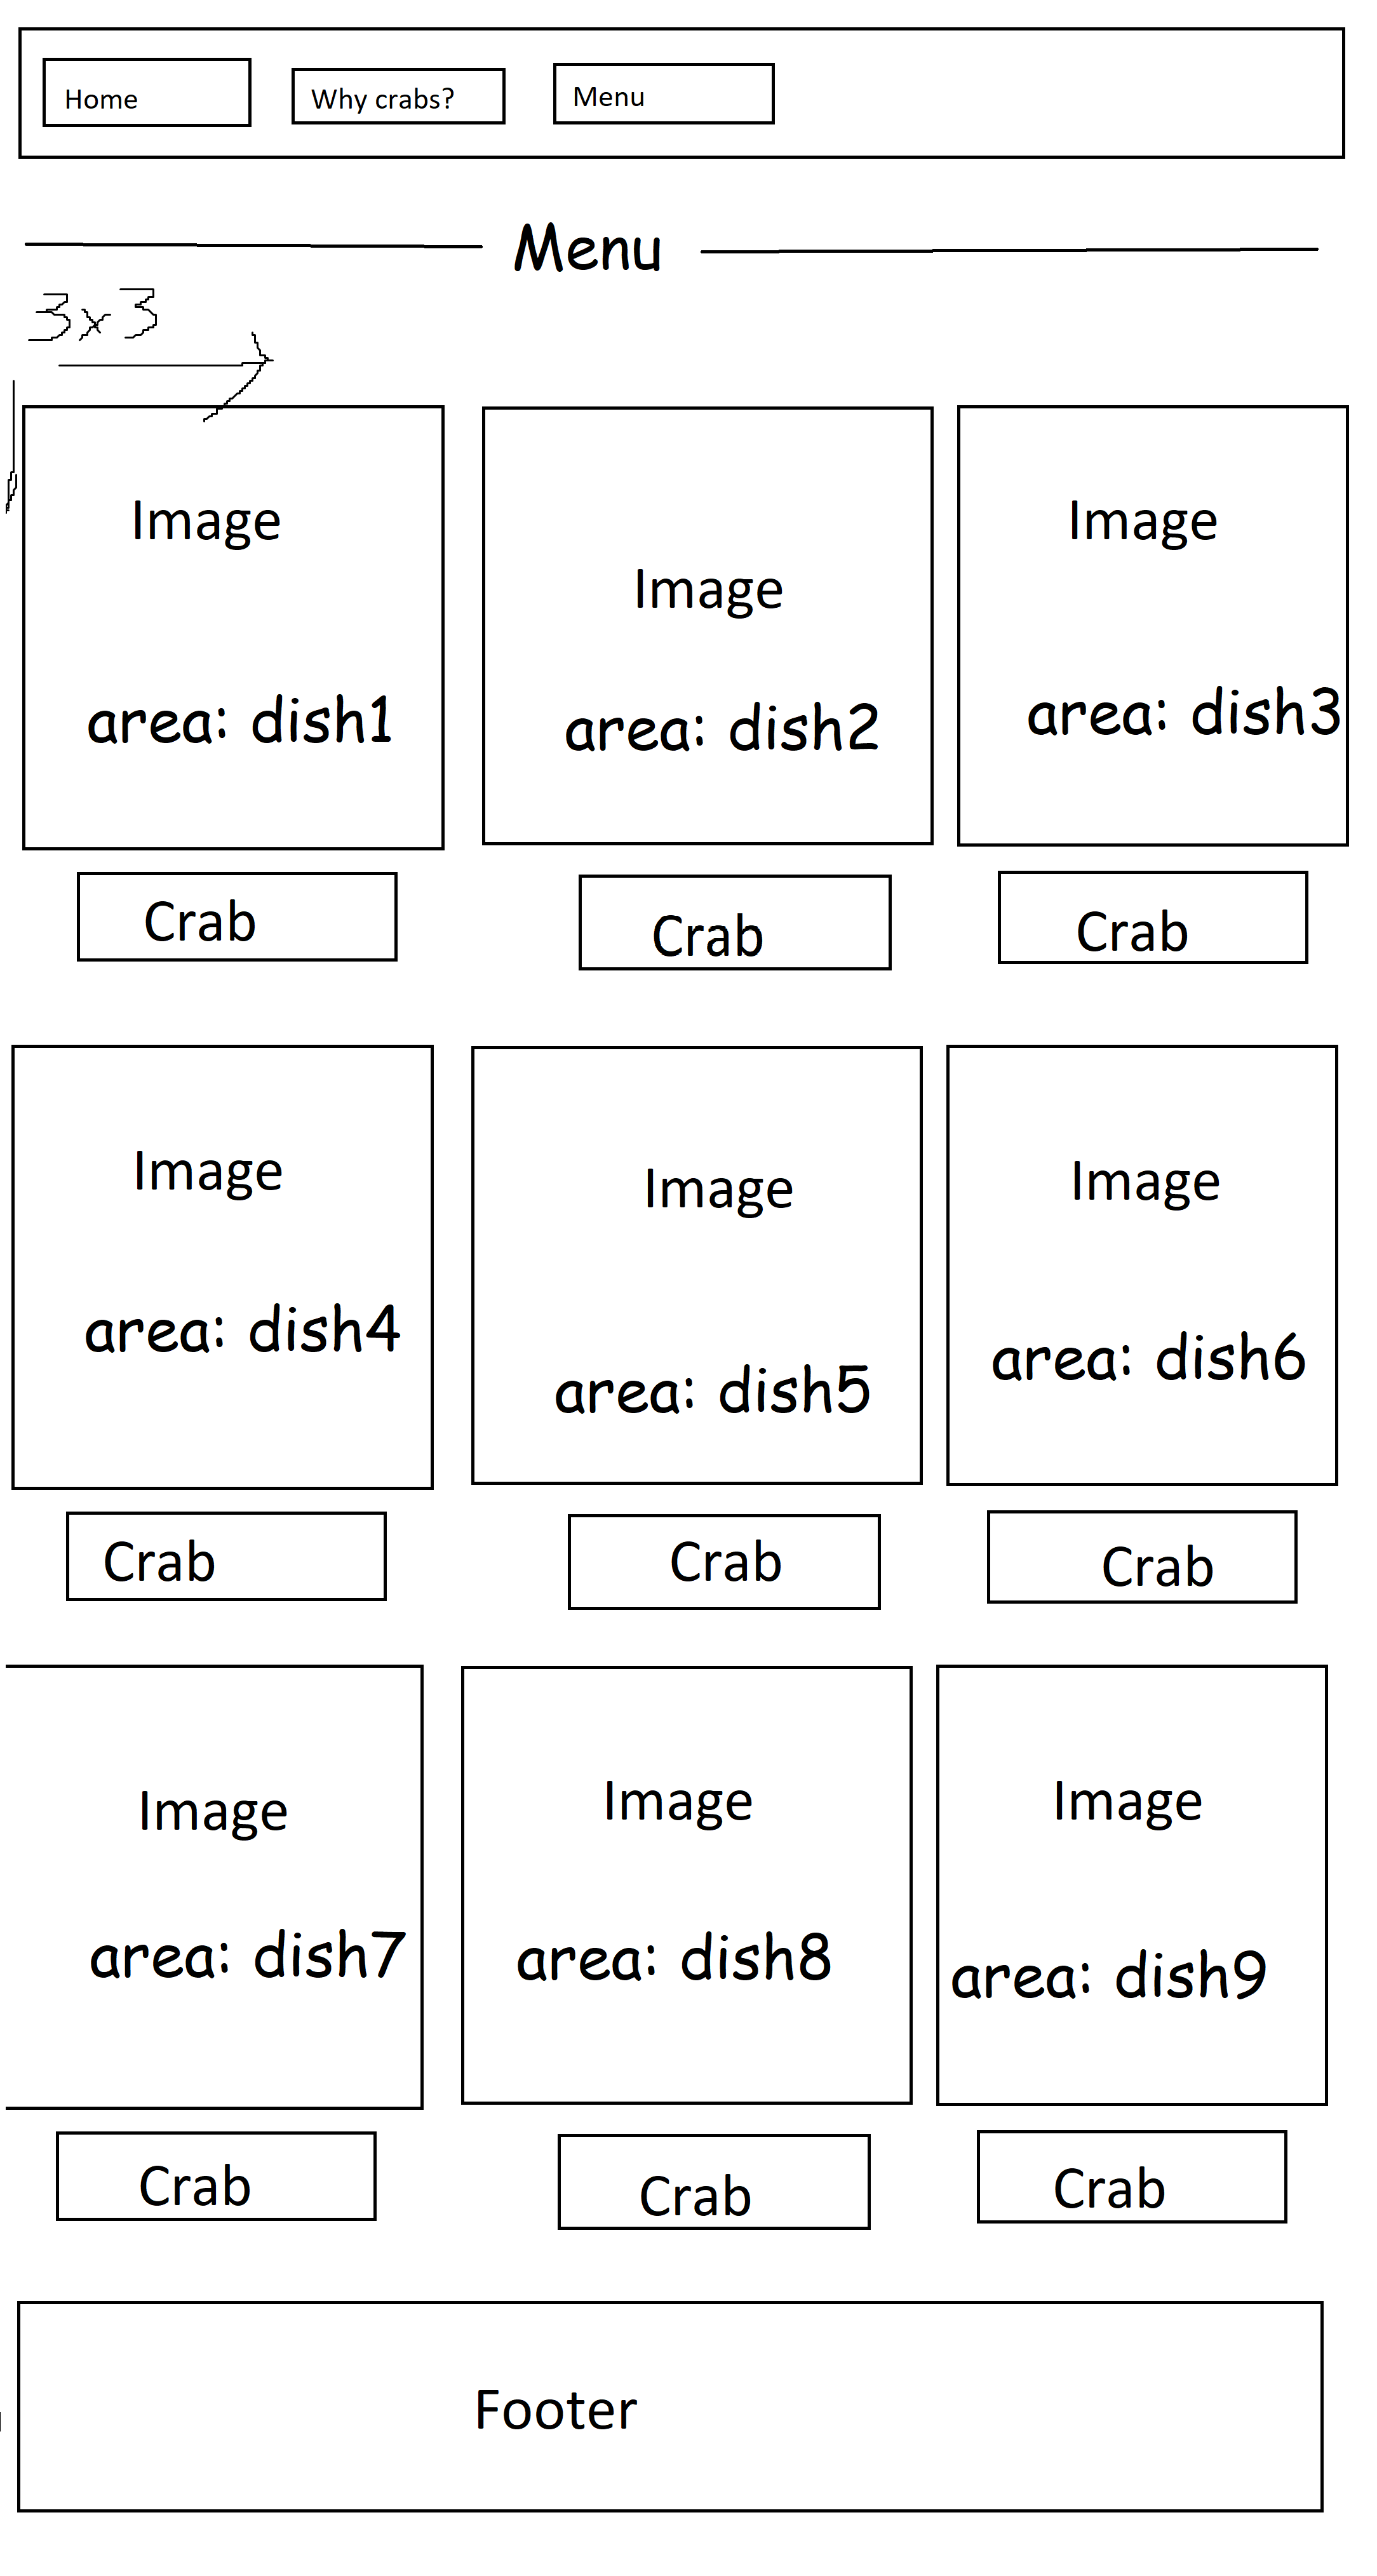 Home Why crabs? Menu
Menu
3x3
Image Image Image
area: dish1 area: dish2 area: dish3
Crab Crab Crab
Image Image Image
area: dish4 area: dish5 area: dish6
Crab Crab Crab
Image Image Image
area: dish7 area: dish8 area: dish9
Crab Crab Crab
Footer